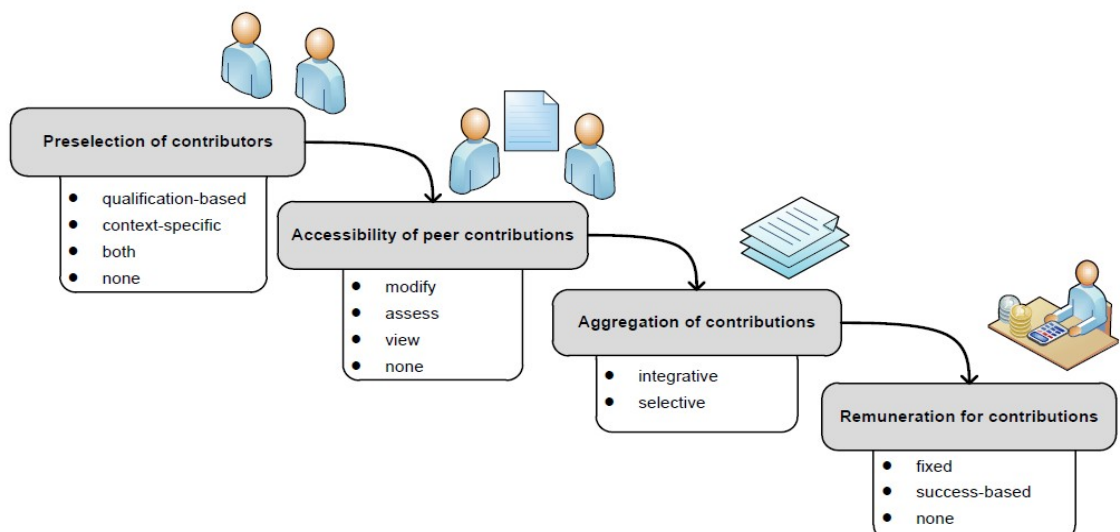 Preselection of contributors
● qualification-based
● context-specific
● both
● none
Accessibility of peer contributions
● modify
● assess
● view
● none
Aggregation of contributions
● integrative
● selective
Remuneration for contributions
● fixed
● success-based
● none